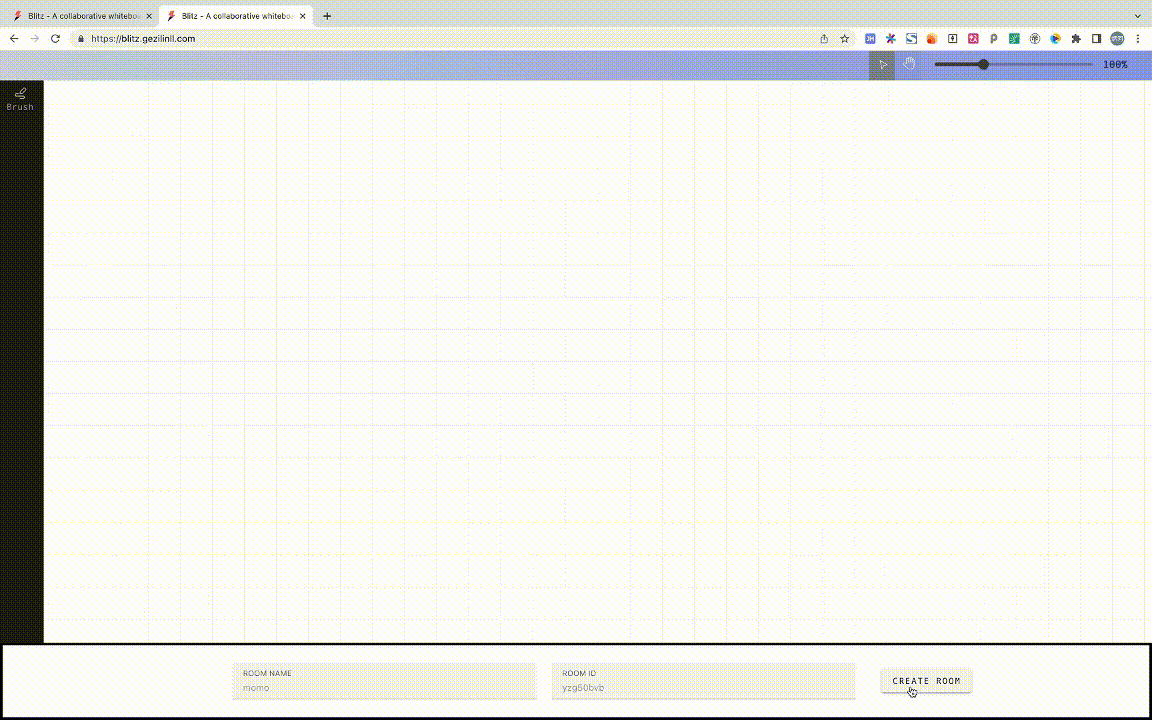 Blitz - A collaborative whitebo
Blitz - A collaborative whitebo
https://blitz.gezilinll.com
100%
Brush
ROOM NAME
momo
ROOM ID
yzg50bvb
CREATE ROOM